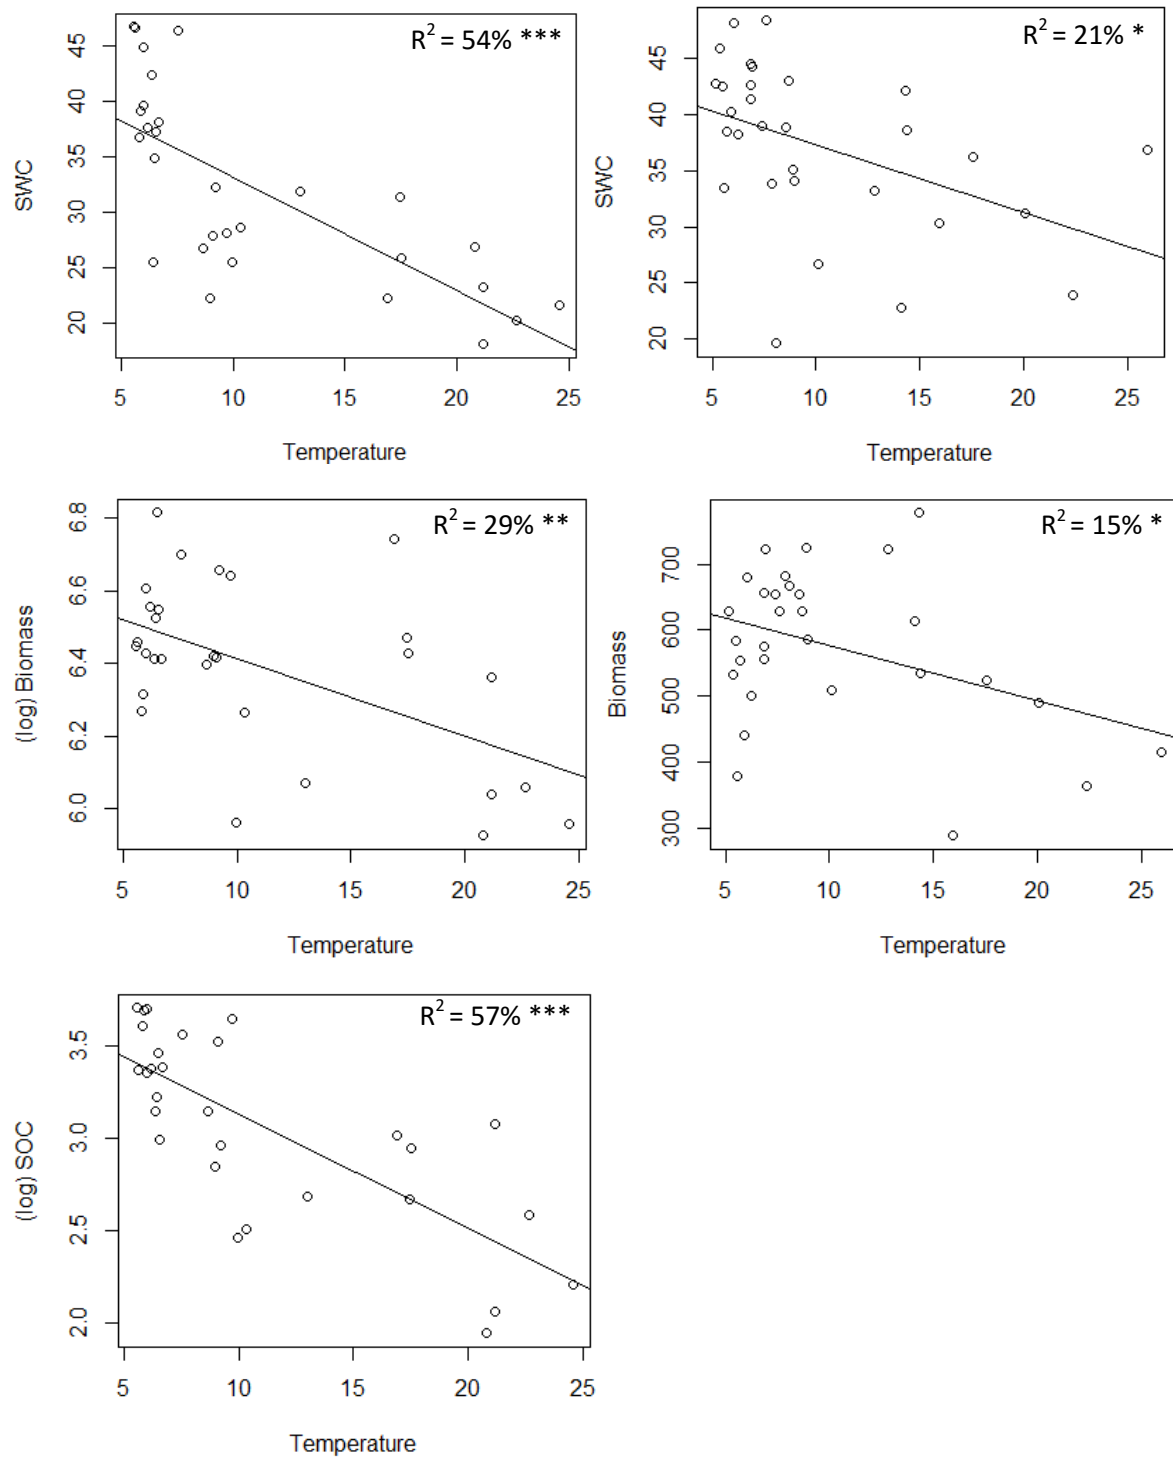 R² = 54% ***
SWC
45
40
35
30
25
20
5 10 15 20 25
Temperature
R² = 21% *
SWC
45
40
35
30
25
20
5 10 15 20 25
Temperature
R² = 29% **
(log) Biomass
6.8
6.6
6.4
6.2
6.0
5 10 15 20 25
Temperature
R² = 15% *
Biomass
700
600
500
400
300
5 10 15 20 25
Temperature
R² = 57% ***
(log) SOC
3.5
3.0
2.5
2.0
5 10 15 20 25
Temperature